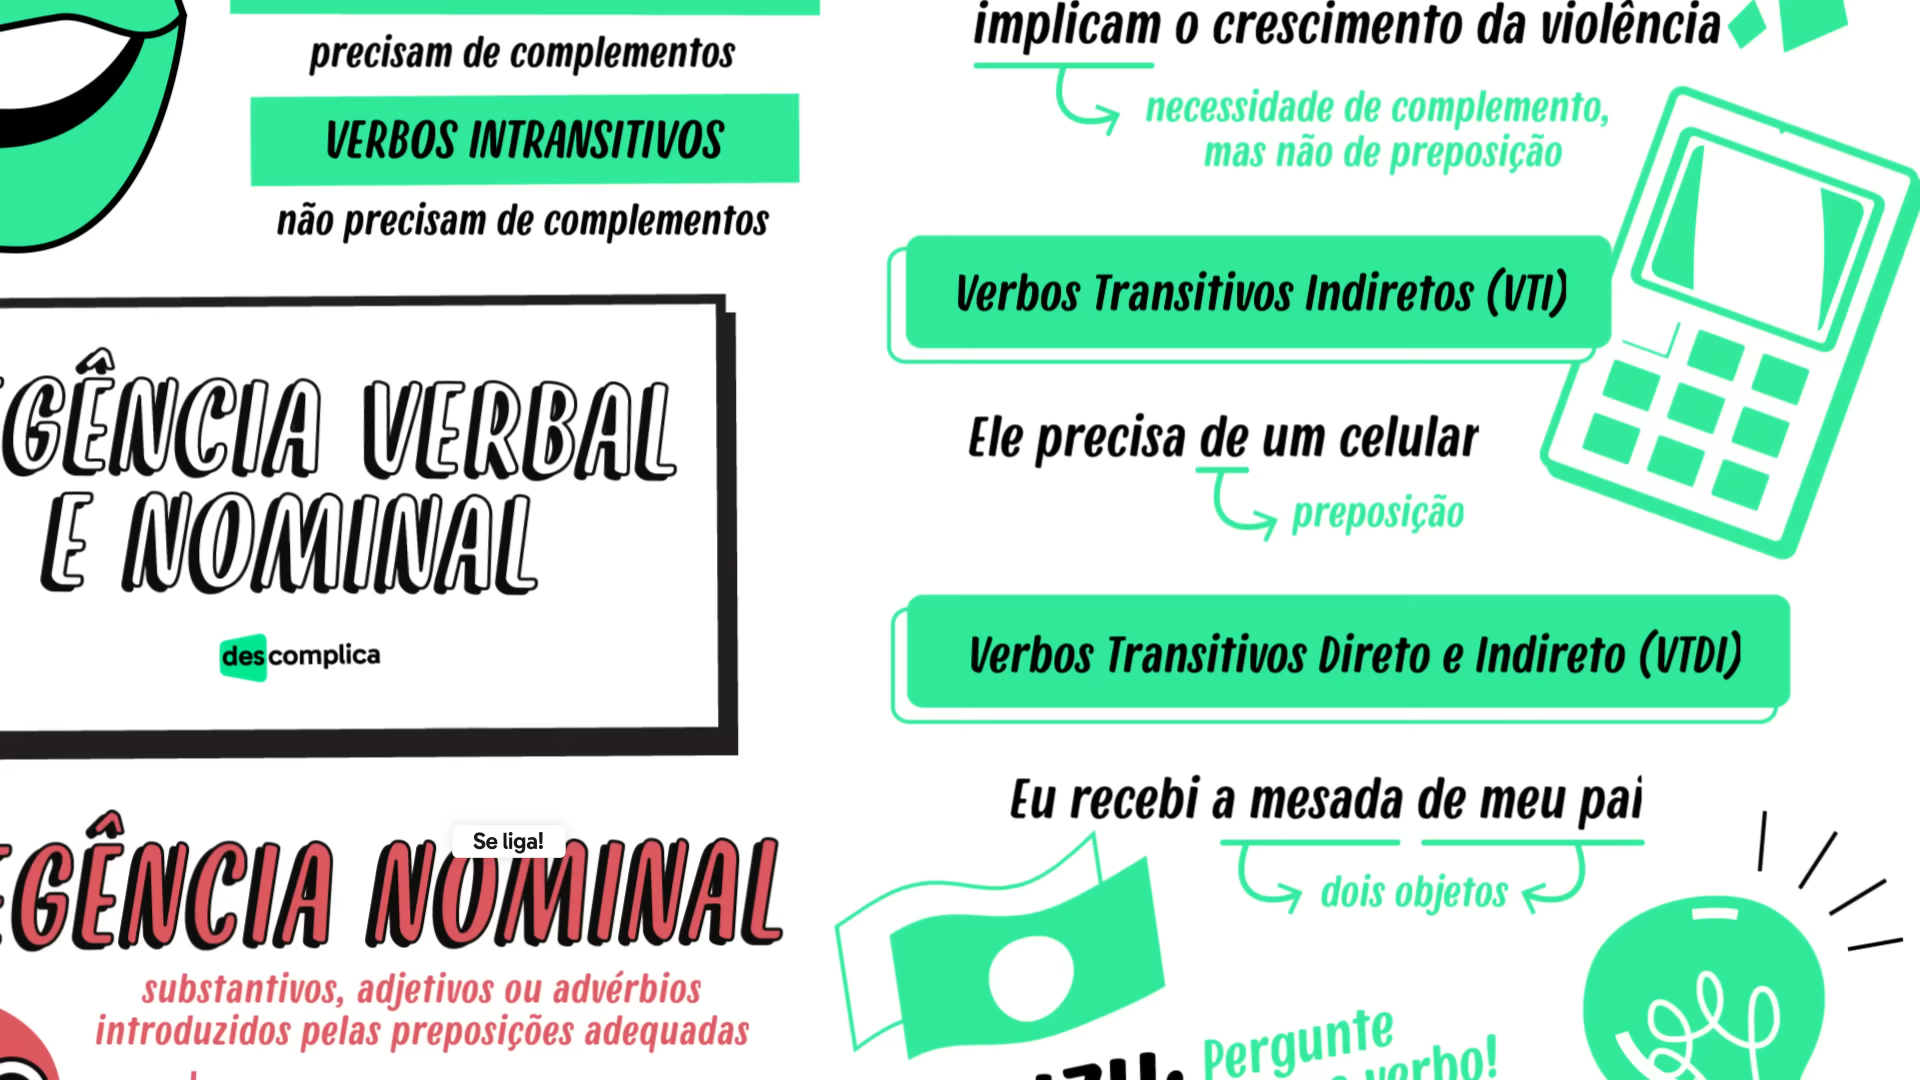 precisam de complementos
VERBOS INTRANSITIVOS
não precisam de complementos
GÊNCIA VERBAL
E NOMINAL
descomplica
Se liga!
GÊNCIA NOMINAL
substantivos, adjetivos ou advérbios
introduzidos pelas preposições adequadas
implicam o crescimento da violência
necessidade de complemento,
mas não de preposição
Verbos Transitivos Indiretos (VTI)
Ele precisa de um celular
preposição
Verbos Transitivos Direto e Indireto (VTDI)
Eu recebi a mesada de meu pai
dois objetos
Pergunte
verbo!